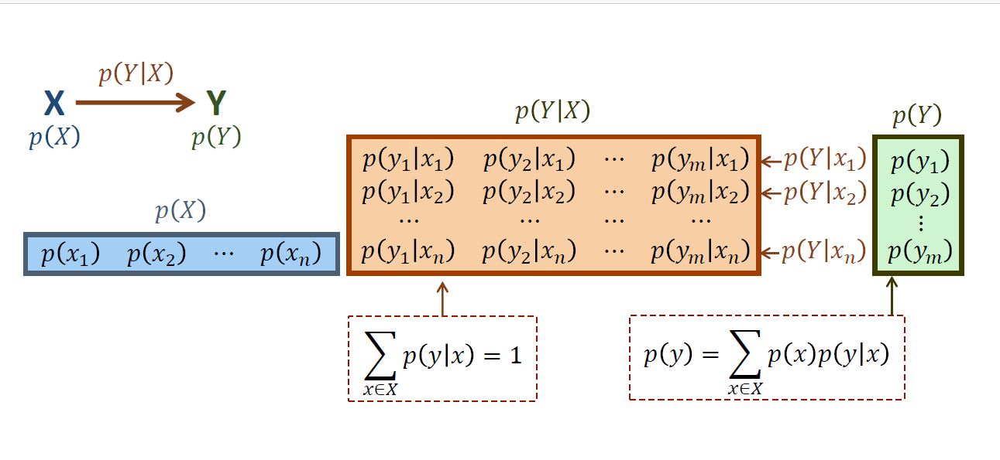 p(Y|X)
X Y
p(X) p(Y)
p(X)
p(x₁) p(x₂) ⋯ p(xₙ)
p(Y|X)
p(y₁|x₁) p(y₂|x₁) ⋯ p(yₘ|x₁)
p(y₁|x₂) p(y₂|x₂) ⋯ p(yₘ|x₂)
⋯ ⋯ ⋯ ⋯
p(y₁|xₙ) p(y₂|xₙ) ⋯ p(yₘ|xₙ)
p(Y|x₁)
p(Y|x₂)
p(Y|xₙ)
p(Y)
p(y₁)
p(y₂)
⋮
p(yₘ)
∑ p(y|x) = 1
x∈X
p(y) = ∑ p(x)p(y|x)
x∈X